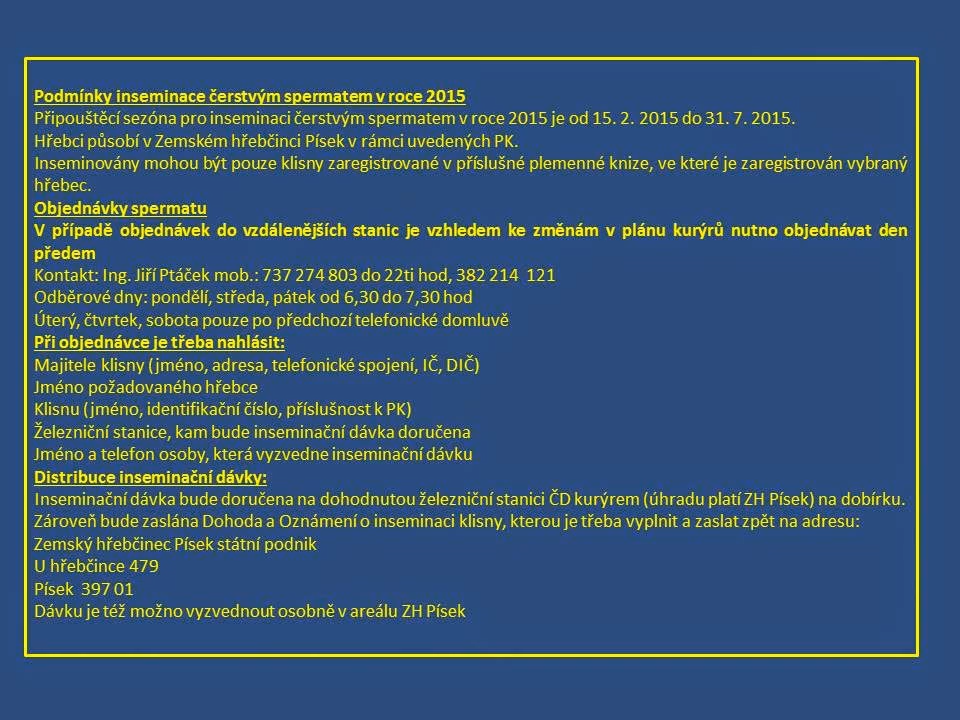 Podmínky inseminace čerstvým spermatem v roce 2015
Připouštěcí sezóna pro inseminaci čerstvým spermatem v roce 2015 je od 15. 2. 2015 do 31. 7. 2015.
Hřebci působí v Zemském hřebčinci Písek v rámci uvedených PK.
Inseminovány mohou být pouze klisny zaregistrované v příslušné plemenné knize, ve které je zaregistrován vybraný
hřebec.
Objednávky spermatu
V případě objednávek do vzdálenějších stanic je vzhledem ke změnám v plánu kurýrů nutno objednávat den
předem
Kontakt: Ing. Jiří Ptáček mob.: 737 274 803 do 22ti hod, 382 214  121
Odběrové dny: pondělí, středa, pátek od 6,30 do 7,30 hod
Úterý, čtvrtek, sobota pouze po předchozí telefonické domluvě
Při objednávce je třeba nahlásit:
Majitele klisny (jméno, adresa, telefonické spojení, IČ, DIČ)
Jméno požadovaného hřebce
Klisnu (jméno, identifikační číslo, příslušnost k PK)
Železniční stanice, kam bude inseminační dávka doručena
Jméno a telefon osoby, která vyzvedne inseminační dávku
Distribuce inseminační dávky:
Inseminační dávka bude doručena na dohodnutou železniční stanici ČD kurýrem (úhradu platí ZH Písek) na dobírku.
Zároveň bude zaslána Dohoda a Oznámení o inseminaci klisny, kterou je třeba vyplnit a zaslat zpět na adresu:
Zemský hřebčinec Písek státní podnik
U hřebčince 479
Písek  397 01
Dávku je též možno vyzvednout osobně v areálu ZH Písek